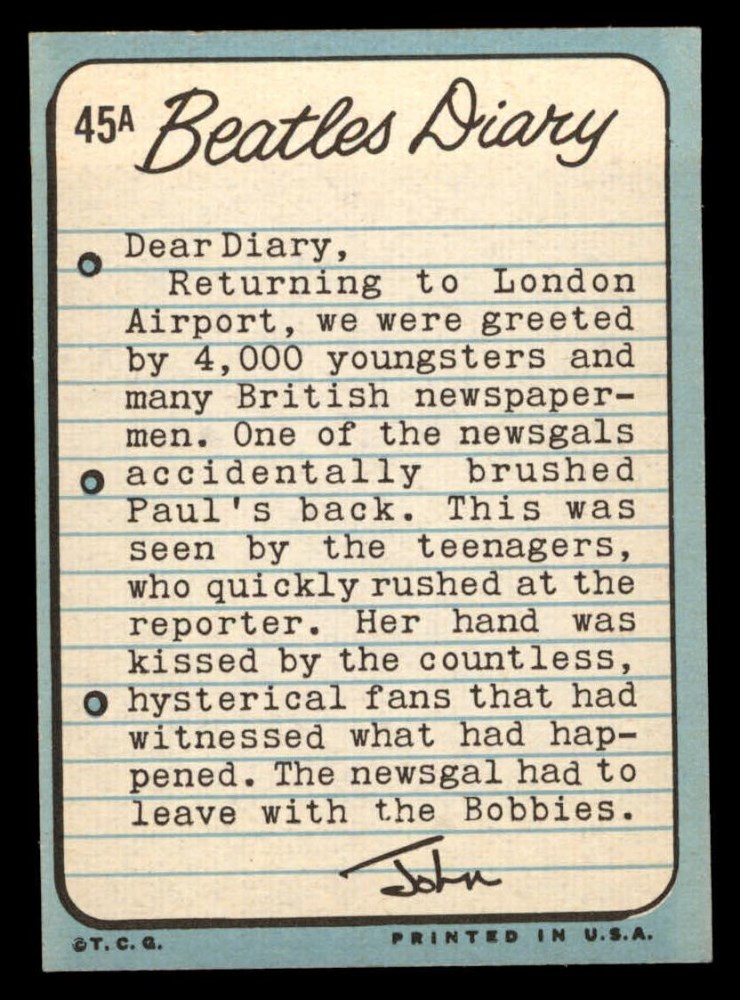 45A Beatles Diary
Dear Diary,
Returning to London
Airport, we were greeted
by 4,000 youngsters and
many British newspaper-
men. One of the newsgals
accidentally brushed
Paul's back. This was
seen by the teenagers,
who quickly rushed at the
reporter. Her hand was
kissed by the countless,
hysterical fans that had
witnessed what had hap-
pened. The newsgal had to
leave with the Bobbies.
John
©T.C.G. PRINTED IN U.S.A.